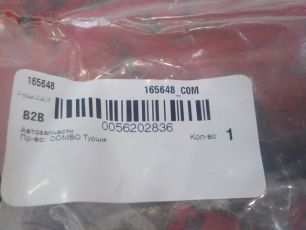 165648
165648_COM
B2B
0056202836
Автозапчасти
Пр-во: COMBO Турция
Кол-во: 1